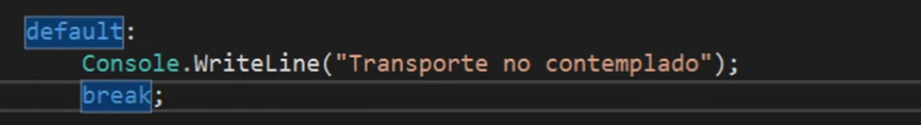 default:
Console.WriteLine("Transporte no contemplado");
break;